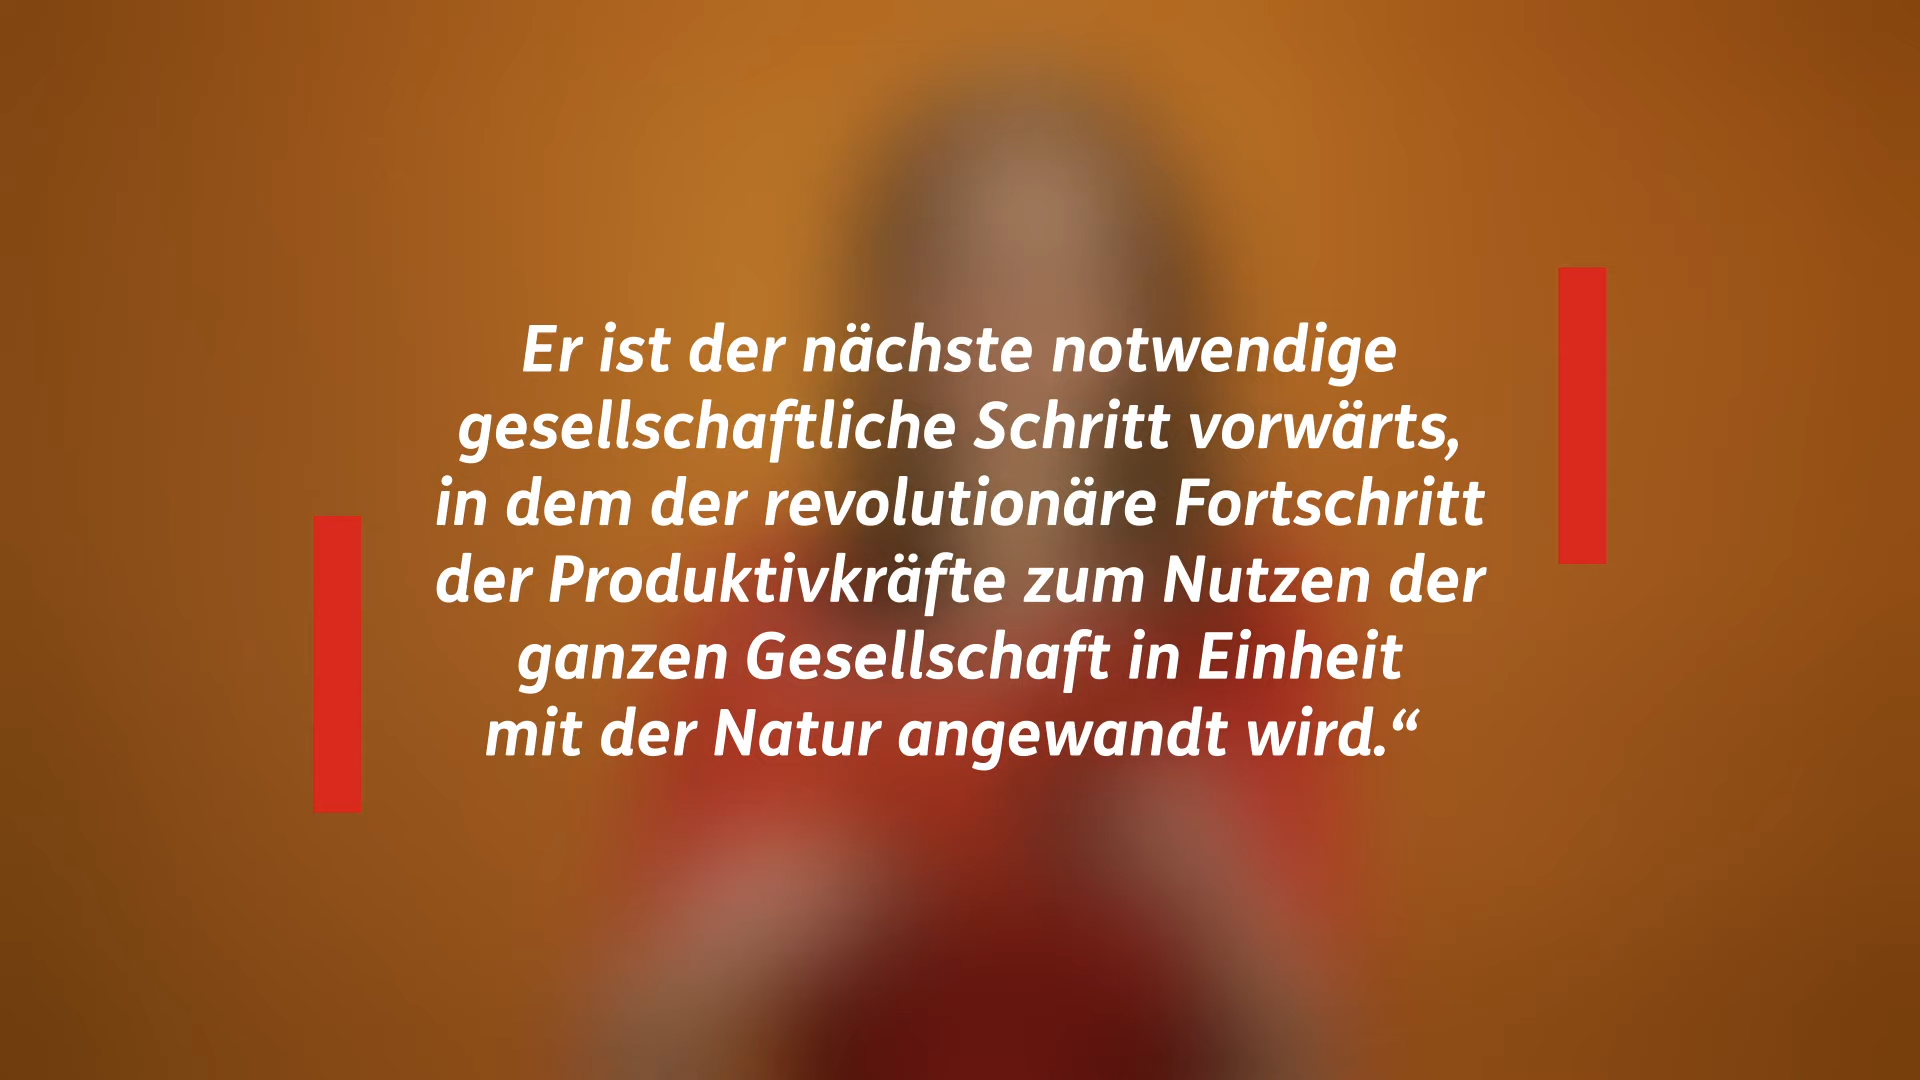 Er ist der nächste notwendige
gesellschaftliche Schritt vorwärts,
in dem der revolutionäre Fortschritt
der Produktivkräfte zum Nutzen der
ganzen Gesellschaft in Einheit
mit der Natur angewandt wird.“